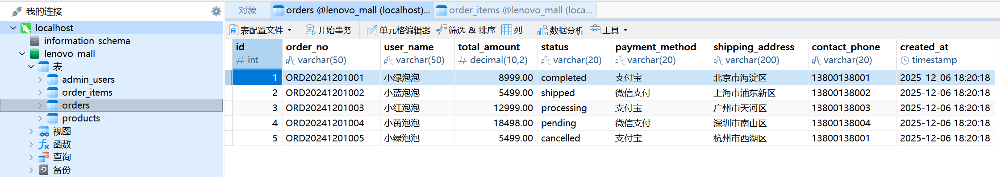 我的连接
localhost
information_schema
lenovo_mall
表
admin_users
order_items
orders
products
视图
函数
查询
备份
对象 orders @lenovo_mall (localhost)... order_items @lenovo_mall (loca...
表配置文件 开始事务 单元格编辑器 筛选 & 排序 列 数据分析 工具
id order_no user_name total_amount status payment_method shipping_address contact_phone created_at
# int ABC varchar(50) ABC varchar(50) # decimal(10,2) ABC varchar(20) ABC varchar(20) ABC varchar(200) ABC varchar(20) timestamp
1 ORD20241201001 小绿泡泡 8999.00 completed 支付宝 北京市海淀区 13800138001 2025-12-06 18:20:18
2 ORD20241201002 小蓝泡泡 5499.00 shipped 微信支付 上海市浦东新区 13800138002 2025-12-06 18:20:18
3 ORD20241201003 小红泡泡 12999.00 processing 支付宝 广州市天河区 13800138003 2025-12-06 18:20:18
4 ORD20241201004 小黄泡泡 18498.00 pending 微信支付 深圳市南山区 13800138004 2025-12-06 18:20:18
5 ORD20241201005 小绿泡泡 5499.00 cancelled 支付宝 杭州市西湖区 13800138001 2025-12-06 18:20:18